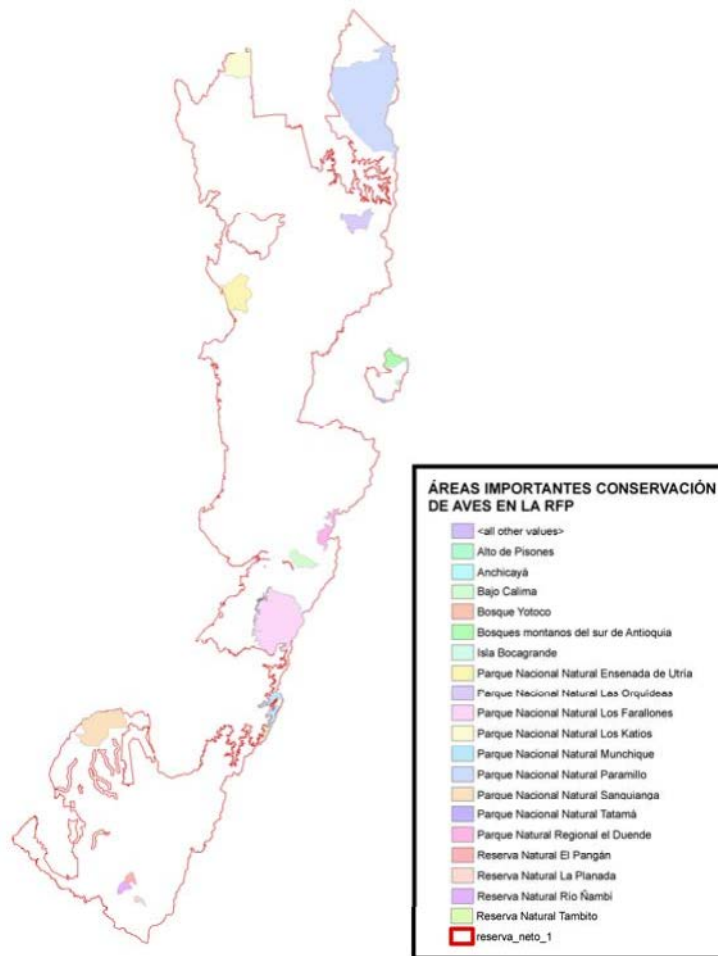 ÁREAS IMPORTANTES CONSERVACIÓN
DE AVES EN LA RFP
<all other values>
Alto de Pisones
Anchicayá
Bajo Calima
Bosque Yotoco
Bosques montanos del sur de Antioquia
Isla Bocagrande
Parque Nacional Natural Ensenada de Utría
Parque Nacional Natural Las Orquídeas
Parque Nacional Natural Los Farallones
Parque Nacional Natural Los Katios
Parque Nacional Natural Munchique
Parque Nacional Natural Paramillo
Parque Nacional Natural Sanquianga
Parque Nacional Natural Tatamá
Parque Natural Regional el Duende
Reserva Natural El Pangán
Reserva Natural La Planada
Reserva Natural Río Ñambí
Reserva Natural Tambito
reserva_neto_1